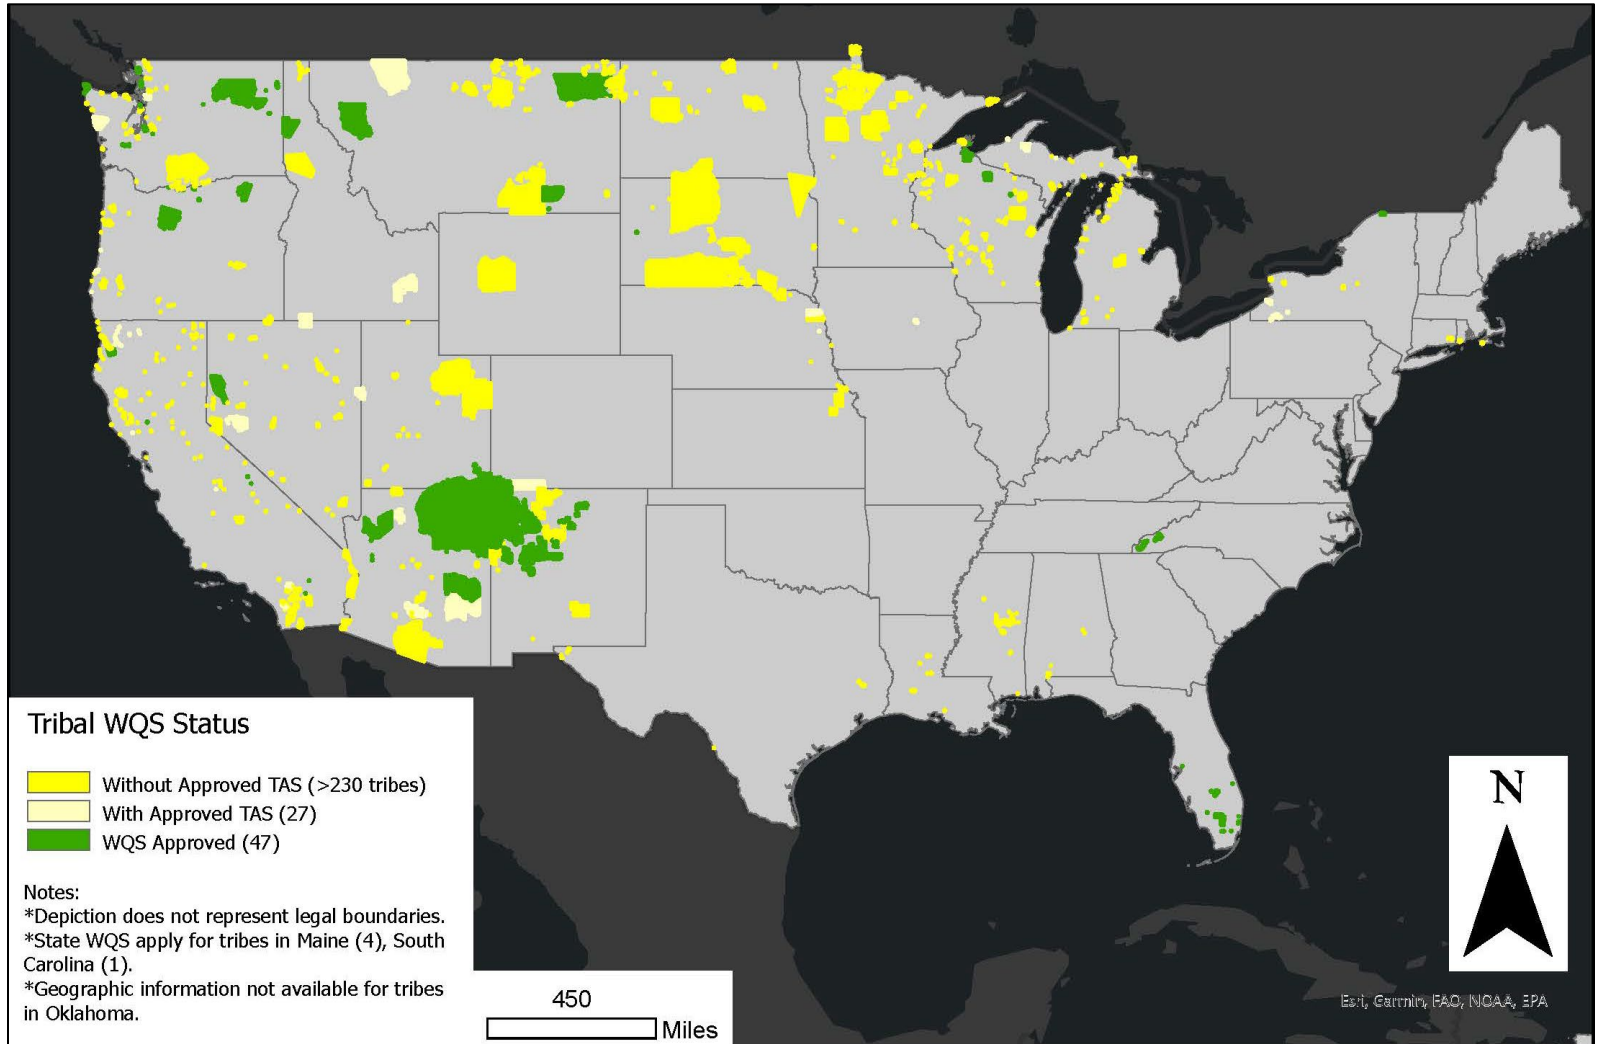 Tribal WQS Status
Without Approved TAS (>230 tribes)
With Approved TAS (27)
WQS Approved (47)
Notes:
*Depiction does not represent legal boundaries.
*State WQS apply for tribes in Maine (4), South
Carolina (1).
*Geographic information not available for tribes
in Oklahoma.
450
Miles
N
Esri, Garmin, FAO, NOAA, EPA